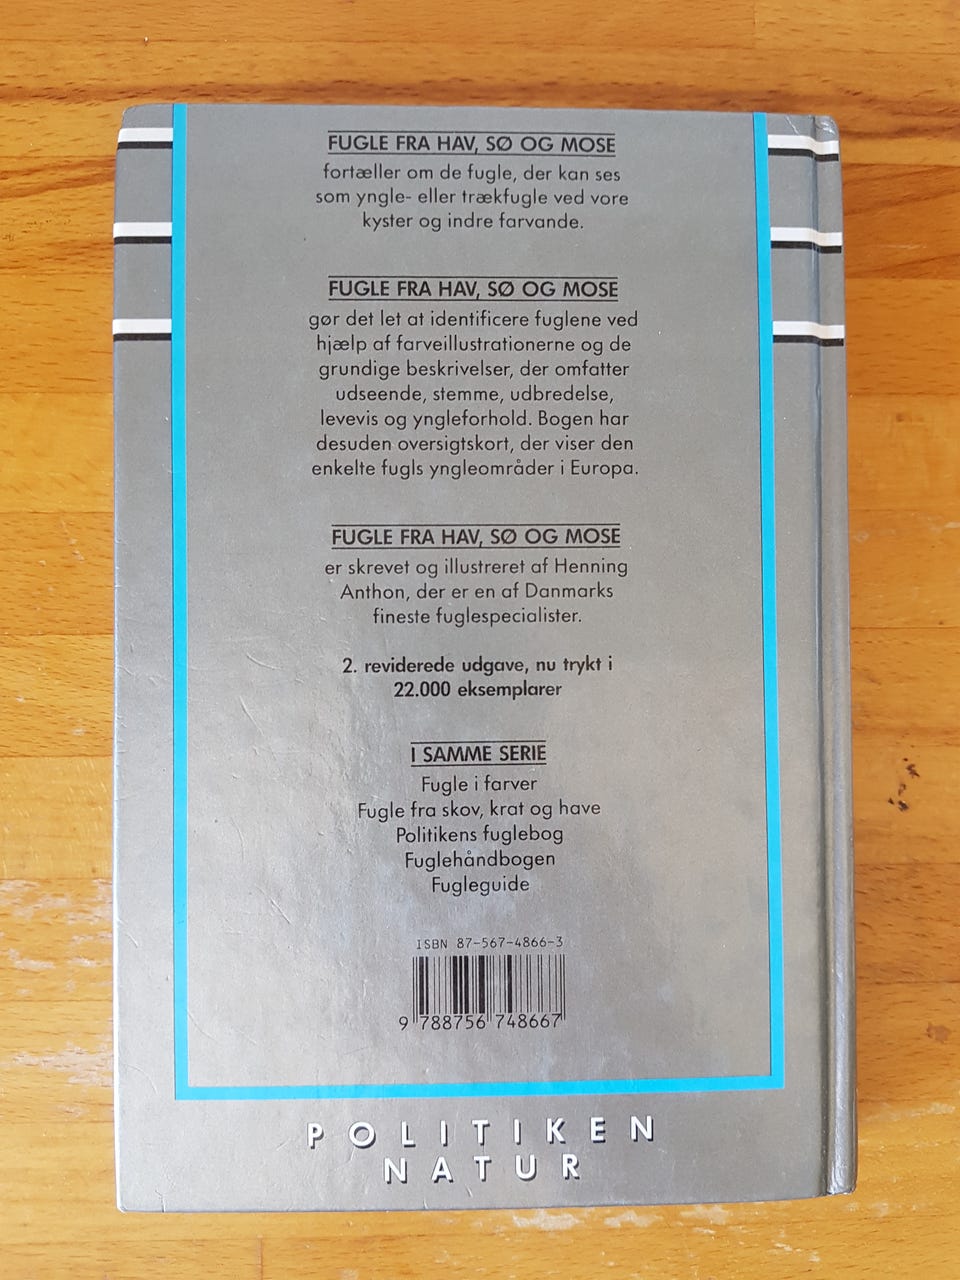 FUGLE FRA HAV, SØ OG MOSE
fortæller om de fugle, der kan ses
som yngle- eller trækfugle ved vore
kyster og indre farvande.
FUGLE FRA HAV, SØ OG MOSE
gør det let at identificere fuglene ved
hjælp af farveillustrationerne og de
grundige beskrivelser, der omfatter
udseende, stemme, udbredelse,
levevis og yngleforhold. Bogen har
desuden oversigtskort, der viser den
enkelte fugls yngleområder i Europa.
FUGLE FRA HAV, SØ OG MOSE
er skrevet og illustreret af Henning
Anthon, der er en af Danmarks
fineste fuglespecialister.
2. reviderede udgave, nu trykt i
22.000 eksemplarer
I SAMME SERIE
Fugle i farver
Fugle fra skov, krat og have
Politikens fuglebog
Fuglehåndbogen
Fugleguide
ISBN 87-567-4866-3
9 788756 748667
POLITIKEN
NATUR